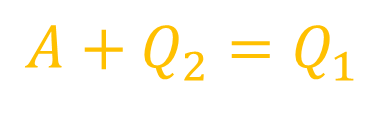 A + Q₂ = Q₁